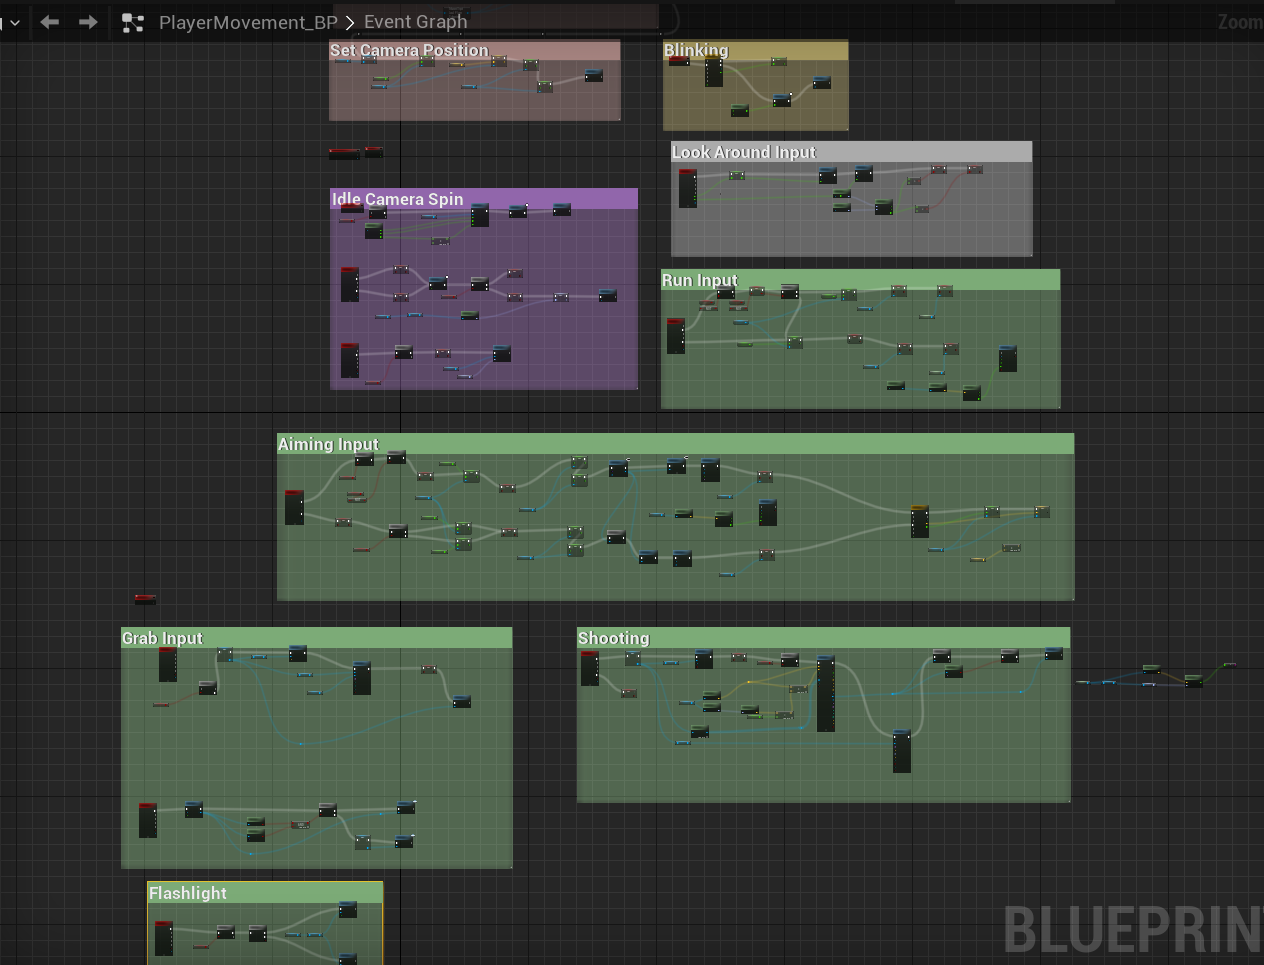 PlayerMovement_BP > Event Graph
Zoom
Set Camera Position
Blinking
Look Around Input
Idle Camera Spin
Run Input
Aiming Input
Grab Input
Shooting
Flashlight
BLUEPRIN